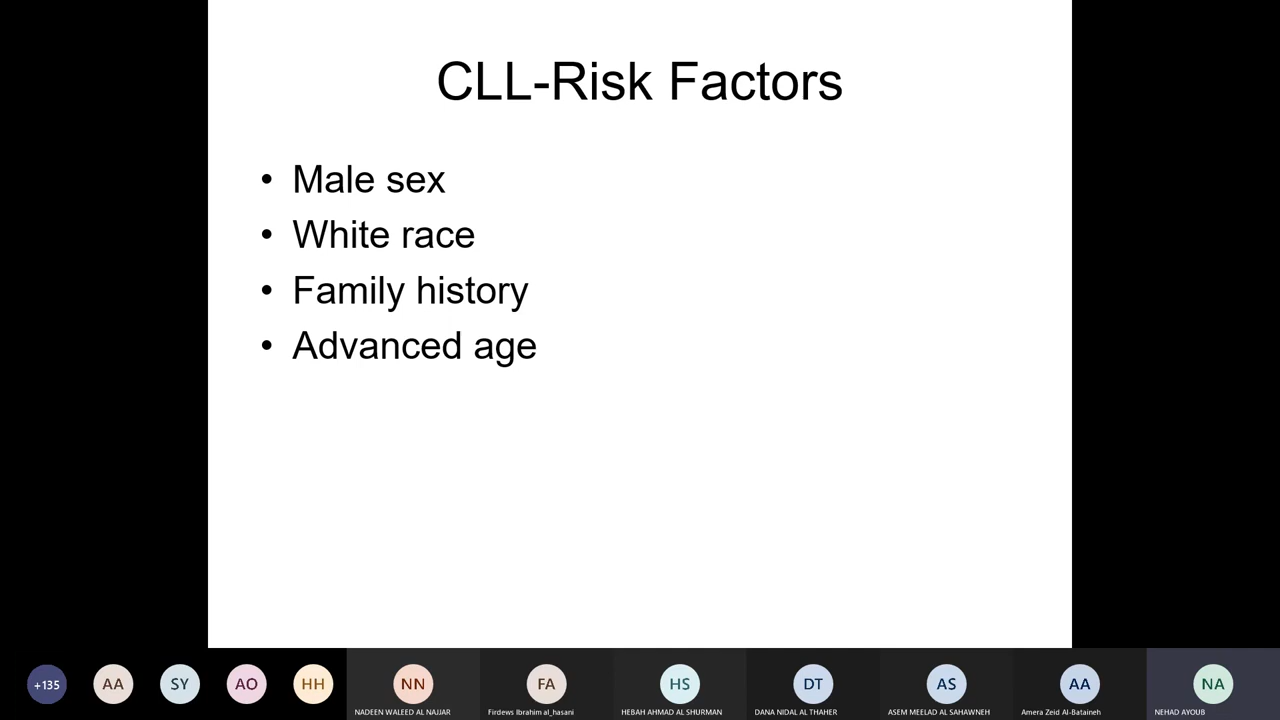 CLL-Risk Factors
• Male sex
• White race
• Family history
• Advanced age
+135
AA
SY
AO
HH
NN
FA
HS
DT
AS
AA
NA
NADEEN WALEED AL NAJJAR
Firdews Ibrahim al_hasani
HEBAH AHMAD AL SHURMAN
DANA NIDAL AL THAHER
ASEM MEELAD AL SAHAWNEH
Amera Zeid Al-Bataineh
NEHAD AYOUB